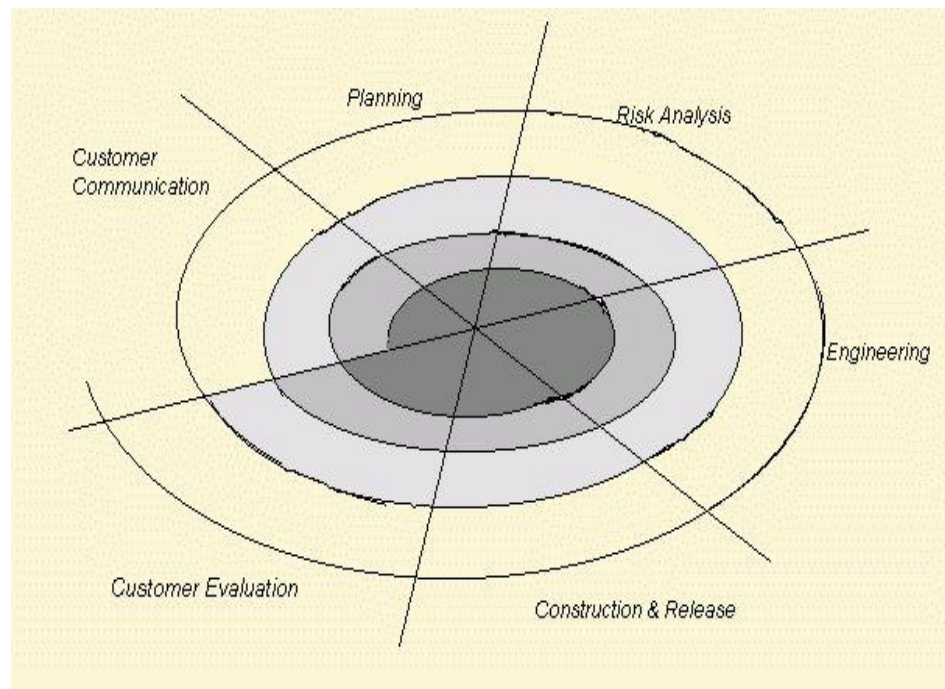 Planning
Risk Analysis
Customer
Communication
Engineering
Customer Evaluation
Construction & Release